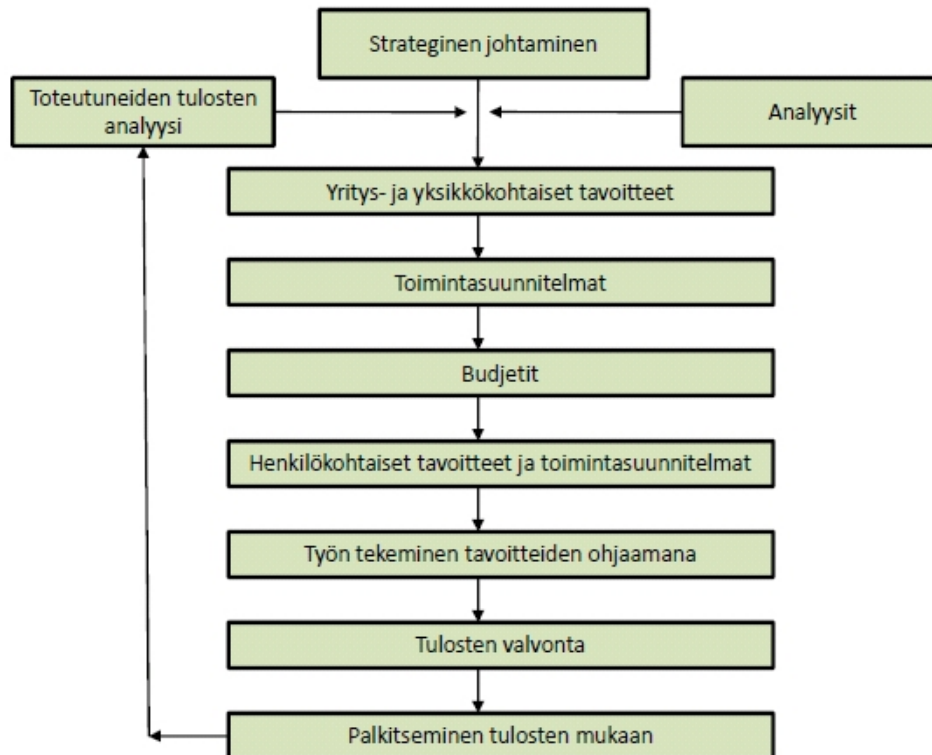 Strateginen johtaminen
Toteutuneiden tulosten
analyysi
Analyysit
Yritys- ja yksikkökohtaiset tavoitteet
Toimintasuunnitelmat
Budjetit
Henkilökohtaiset tavoitteet ja toimintasuunnitelmat
Työn tekeminen tavoitteiden ohjaamana
Tulosten valvonta
Palkitseminen tulosten mukaan